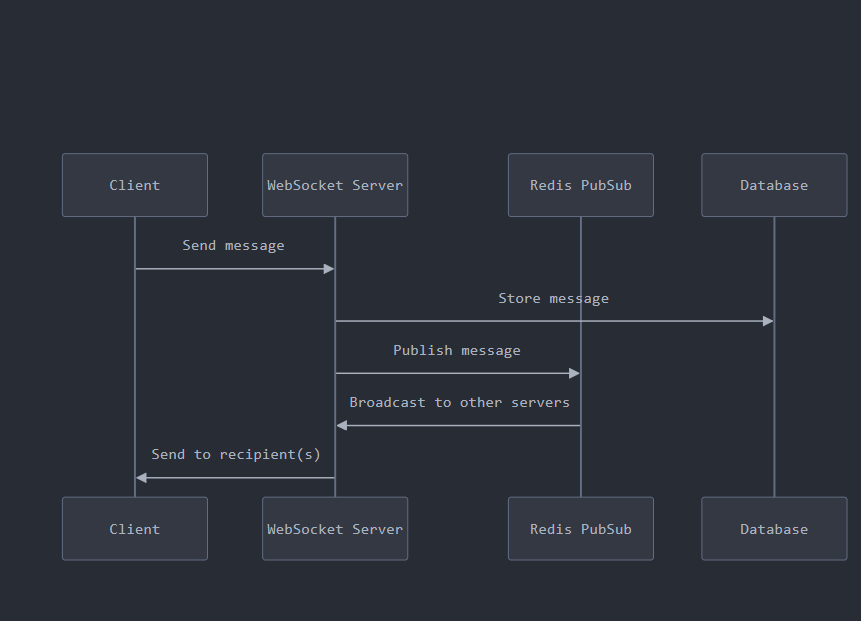 Client
WebSocket Server
Redis PubSub
Database
Send message
Store message
Publish message
Broadcast to other servers
Send to recipient(s)
Client
WebSocket Server
Redis PubSub
Database